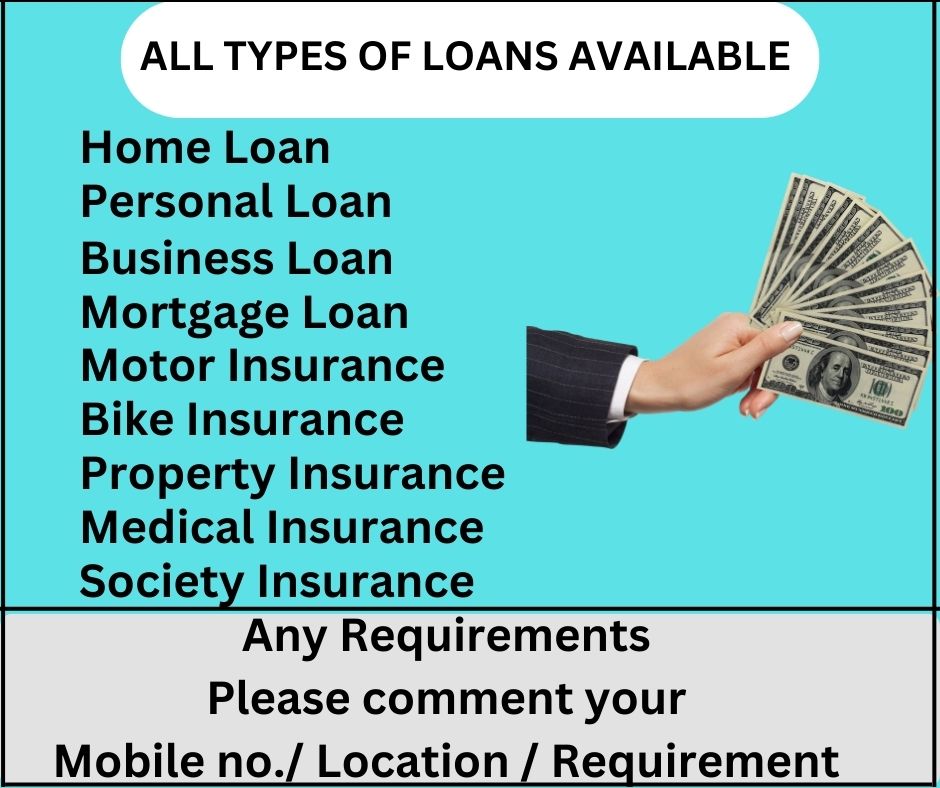 ALL TYPES OF LOANS AVAILABLE
Home Loan
Personal Loan
Business Loan
Mortgage Loan
Motor Insurance
Bike Insurance
Property Insurance
Medical Insurance
Society Insurance
Any Requirements
Please comment your
Mobile no./ Location / Requirement
100